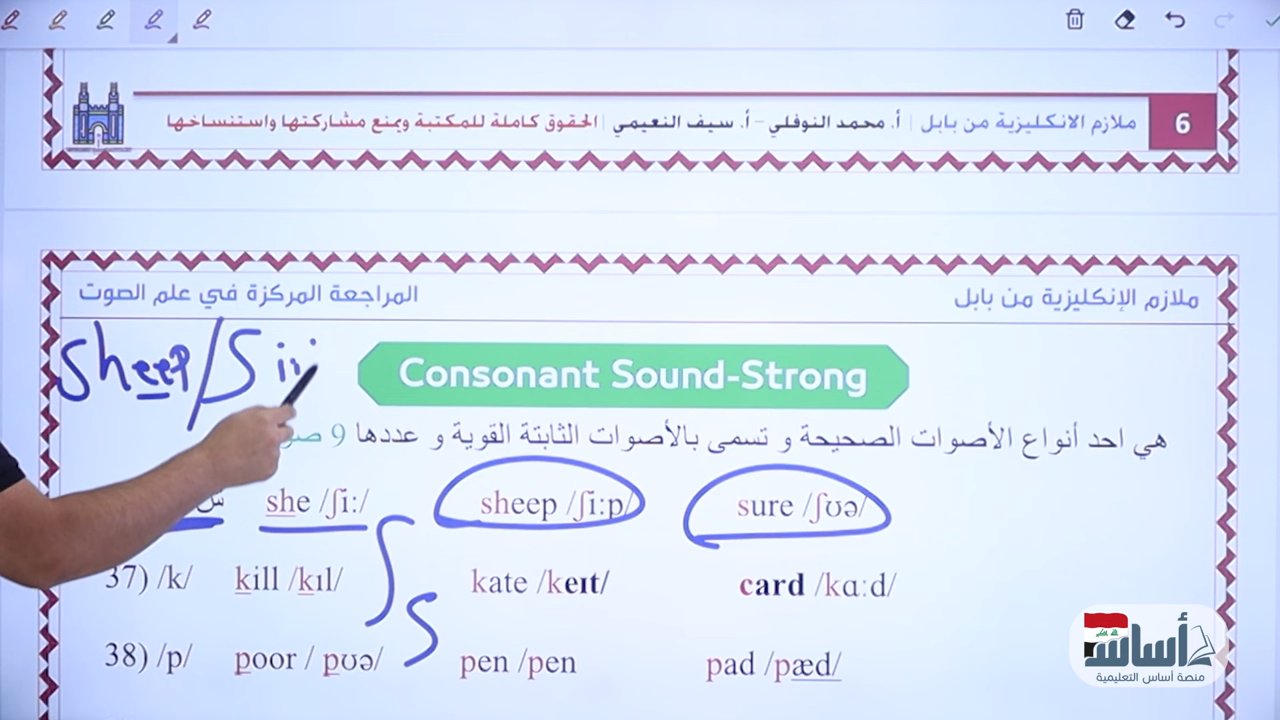 ملازم الانكليزية من بابل | أ. محمد النوفلي – أ. سيف النعيمي | الحقوق كاملة للمكتبة ويمنع مشاركتها واستنساخها
6
ملازم الإنكليزية من بابل
المراجعة المركزة في علم الصوت
sheep/
Consonant Sound-Strong
هي احد أنواع الأصوات الصحيحة و تسمى بالأصوات الثابتة القوية و عددها 9
she /ʃi:/ sheep /ʃi:p/ sure /ʃʊə/
37) /k/ kill /kɪl/ kate /keɪt/ card /kɑ:d/
38) /p/ poor / pʊə/ pen /pen pad /pæd/
أساس
منصة أساس التعليمية